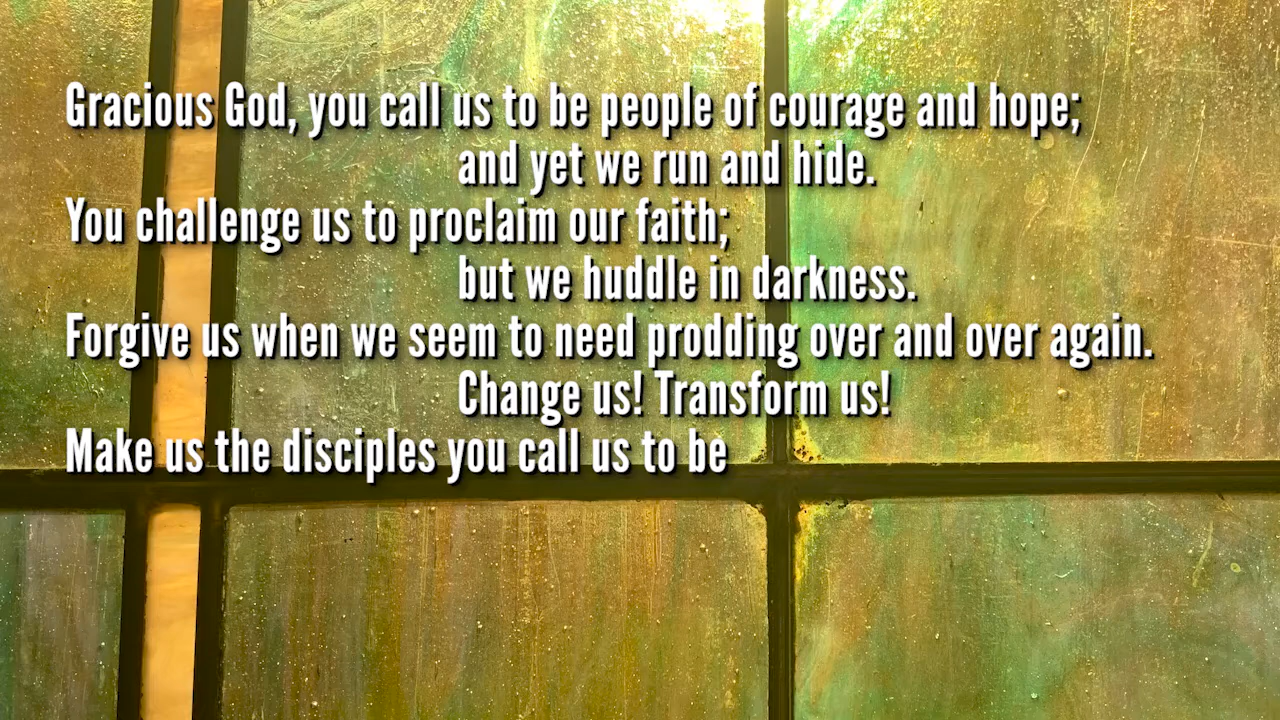 Gracious God, you call us to be people of courage and hope;
and yet we run and hide.
You challenge us to proclaim our faith;
but we huddle in darkness.
Forgive us when we seem to need prodding over and over again.
Change us! Transform us!
Make us the disciples you call us to be